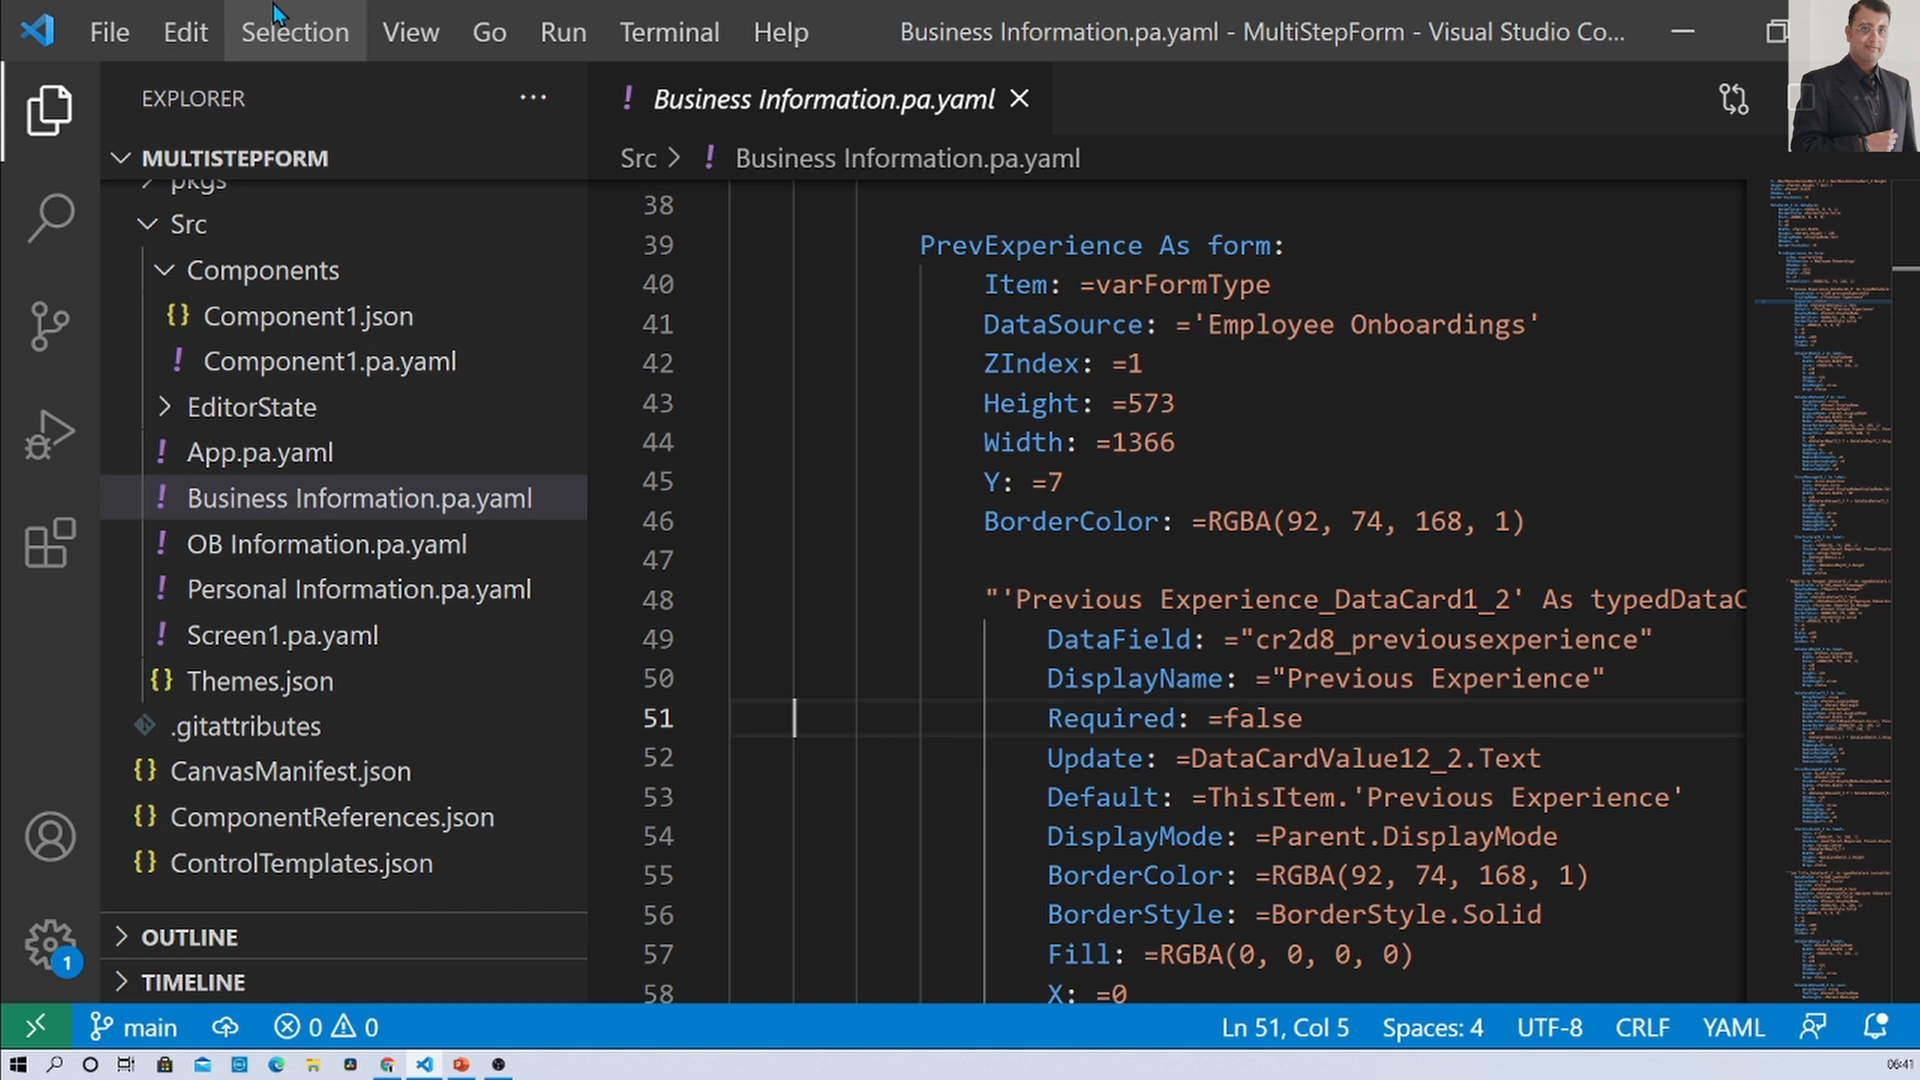 File Edit Selection View Go Run Terminal Help Business Information.pa.yaml - MultiStepForm - Visual Studio Co...
EXPLORER
Business Information.pa.yaml
MULTISTEPFORM
Src > Business Information.pa.yaml
pkgs
Src
Components
Component1.json
Component1.pa.yaml
EditorState
App.pa.yaml
Business Information.pa.yaml
OB Information.pa.yaml
Personal Information.pa.yaml
Screen1.pa.yaml
Themes.json
.gitattributes
CanvasManifest.json
ComponentReferences.json
ControlTemplates.json
OUTLINE
TIMELINE
38
39 PrevExperience As form:
40 Item: =varFormType
41 DataSource: ='Employee Onboardings'
42 ZIndex: =1
43 Height: =573
44 Width: =1366
45 Y: =7
46 BorderColor: =RGBA(92, 74, 168, 1)
47
48 "'Previous Experience_DataCard1_2' As typedDataC
49 DataField: ="cr2d8_previousexperience"
50 DisplayName: ="Previous Experience"
51 Required: =false
52 Update: =DataCardValue12_2.Text
53 Default: =ThisItem.'Previous Experience'
54 DisplayMode: =Parent.DisplayMode
55 BorderColor: =RGBA(92, 74, 168, 1)
56 BorderStyle: =BorderStyle.Solid
57 Fill: =RGBA(0, 0, 0, 0)
58 X: =0
1
main 0 0 Ln 51, Col 5 Spaces: 4 UTF-8 CRLF YAML
06:41